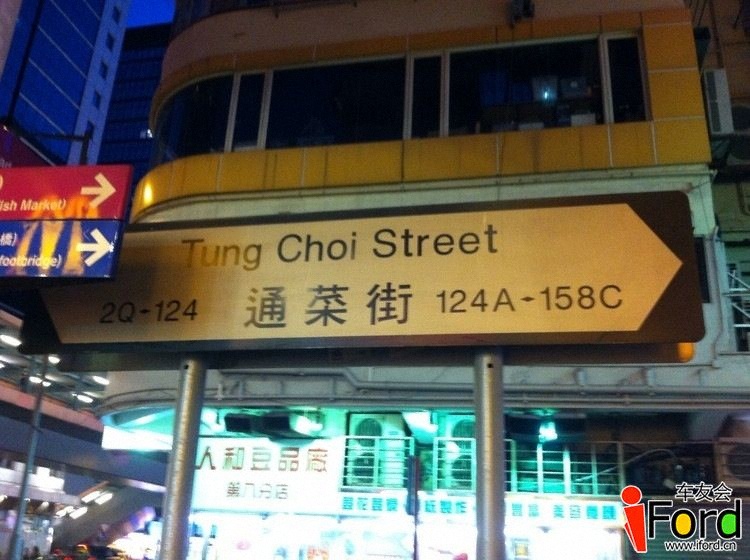 ish Market)
橋)
footbridge)
Tung Choi Street
2Q-124 通菜街 124A-158C
人和豆品廠
第八分店
車友会
iFord
www.iford.cn